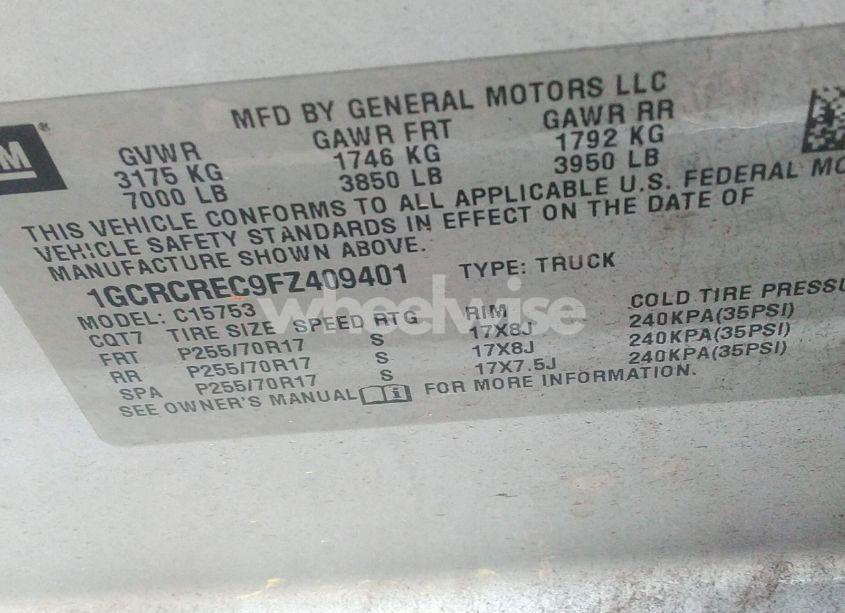 MFD BY GENERAL MOTORS LLC
GM ®
GVWR GAWR FRT GAWR RR
3175 KG 1746 KG 1792 KG
7000 LB 3850 LB 3950 LB
THIS VEHICLE CONFORMS TO ALL APPLICABLE U.S. FEDERAL MO
VEHICLE SAFETY STANDARDS IN EFFECT ON THE DATE OF
MANUFACTURE SHOWN ABOVE.
1GCRCREC9FZ409401 TYPE: TRUCK
MODEL: C15753
CQT7 TIRE SIZE SPEED RTG RIM COLD TIRE PRESSU
FRT P255/70R17 S 17X8J 240KPA(35PSI)
RR P255/70R17 S 17X8J 240KPA(35PSI)
SPA P255/70R17 S 17X7.5J 240KPA(35PSI)
SEE OWNER'S MANUAL i FOR MORE INFORMATION.
wheelwise